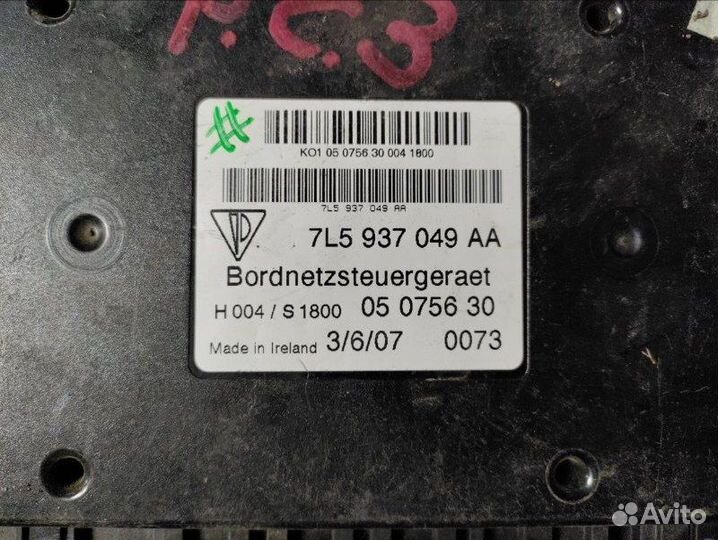 P.C.3
#
KO1 05 0756 30 004 1800
7L5 937 049 AA
7L5 937 049 AA
Bordnetzsteuergeraet
H 004 / S 1800 05 0756 30
Made in Ireland 3/6/07 0073
Avito